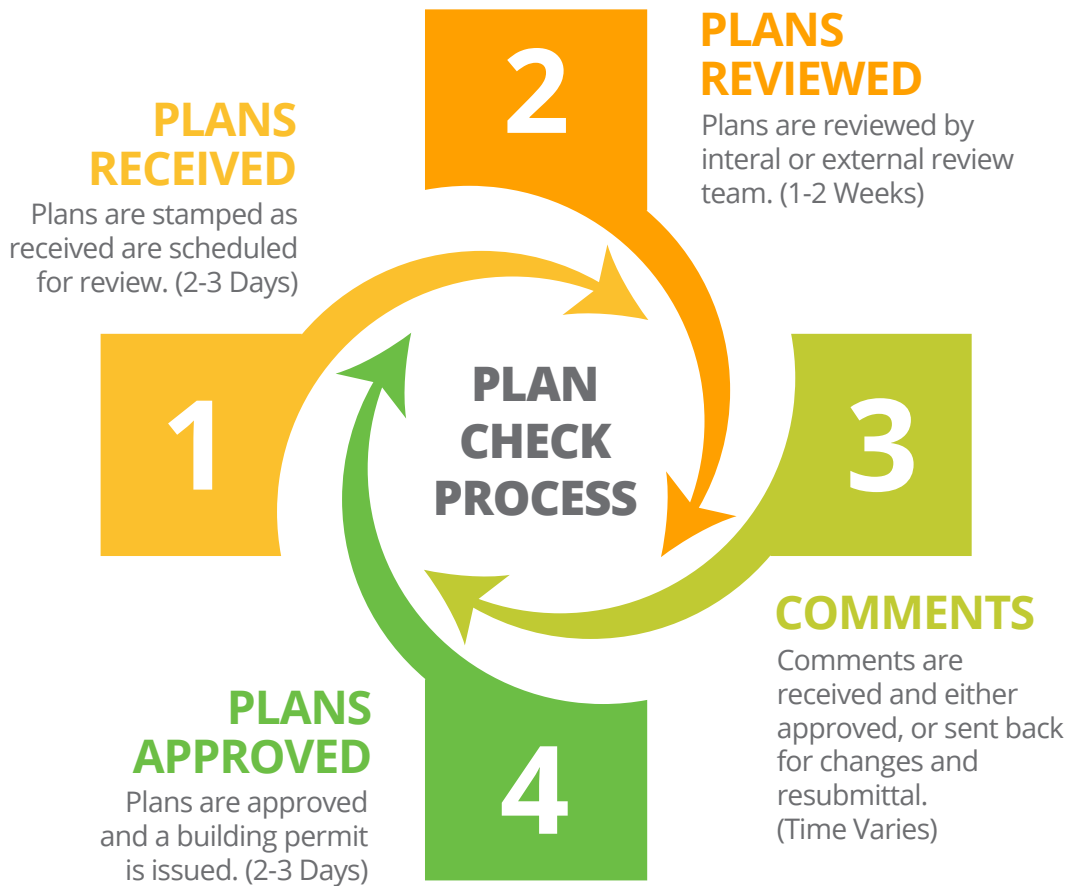 1
PLANS
RECEIVED
Plans are stamped as
received are scheduled
for review. (2-3 Days)
2
PLANS
REVIEWED
Plans are reviewed by
interal or external review
team. (1-2 Weeks)
PLAN
CHECK
PROCESS
3
COMMENTS
Comments are
received and either
approved, or sent back
for changes and
resubmittal.
(Time Varies)
4
PLANS
APPROVED
Plans are approved
and a building permit
is issued. (2-3 Days)